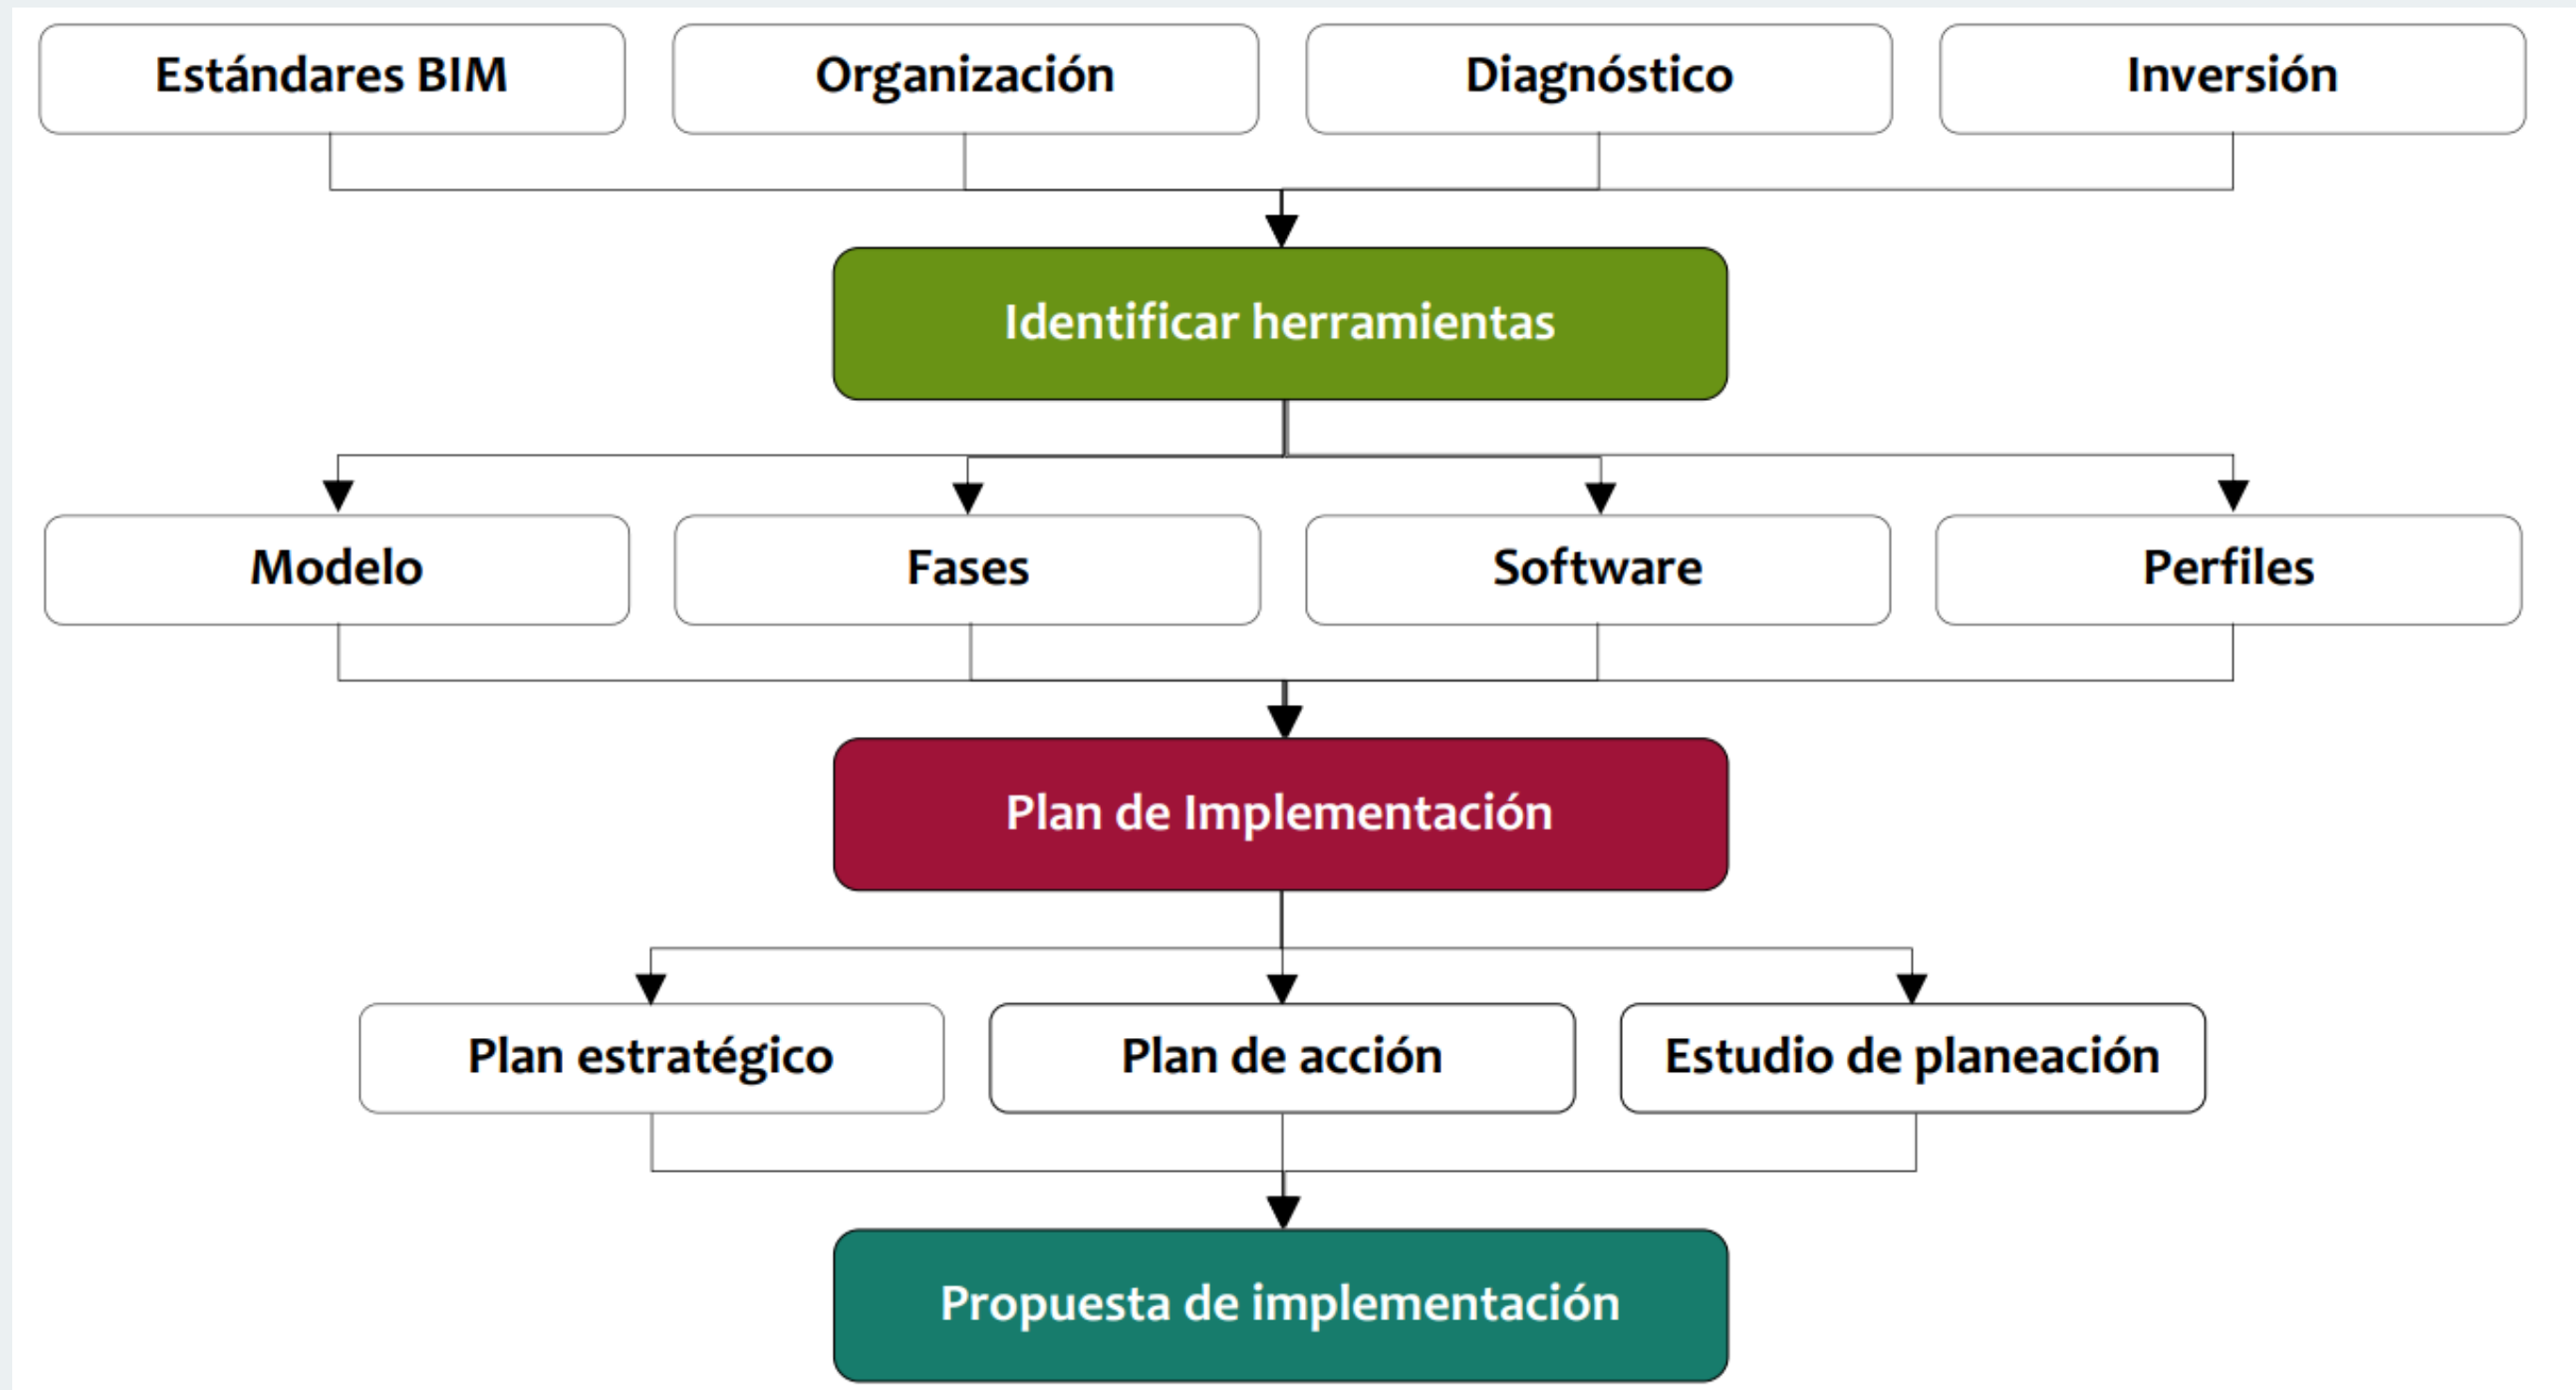 Estándares BIM
Organización
Diagnóstico
Inversión
Identificar herramientas
Modelo
Fases
Software
Perfiles
Plan de Implementación
Plan estratégico
Plan de acción
Estudio de planeación
Propuesta de implementación